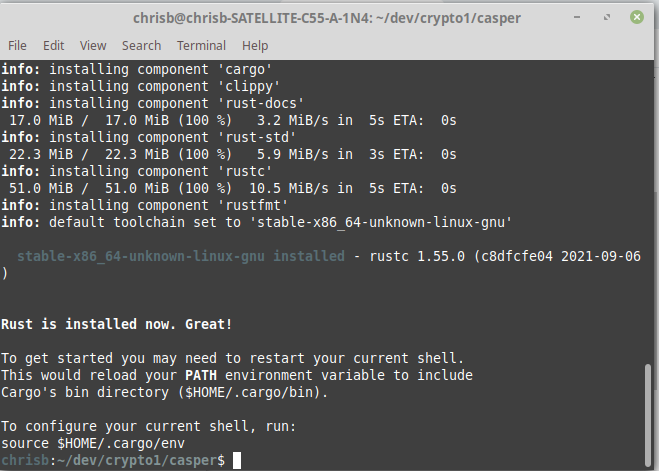 chrisb@chrisb-SATELLITE-C55-A-1N4: ~/dev/crypto1/casper
File Edit View Search Terminal Help
info: installing component 'cargo'
info: installing component 'clippy'
info: installing component 'rust-docs'
 17.0 MiB /  17.0 MiB (100 %)   3.2 MiB/s in  5s ETA:  0s
info: installing component 'rust-std'
 22.3 MiB /  22.3 MiB (100 %)   5.9 MiB/s in  3s ETA:  0s
info: installing component 'rustc'
 51.0 MiB /  51.0 MiB (100 %)  10.5 MiB/s in  5s ETA:  0s
info: installing component 'rustfmt'
info: default toolchain set to 'stable-x86_64-unknown-linux-gnu'
  stable-x86_64-unknown-linux-gnu installed - rustc 1.55.0 (c8dfcfe04 2021-09-06
)
Rust is installed now. Great!
To get started you may need to restart your current shell.
This would reload your PATH environment variable to include
Cargo's bin directory ($HOME/.cargo/bin).
To configure your current shell, run:
source $HOME/.cargo/env
chrisb:~/dev/crypto1/casper$